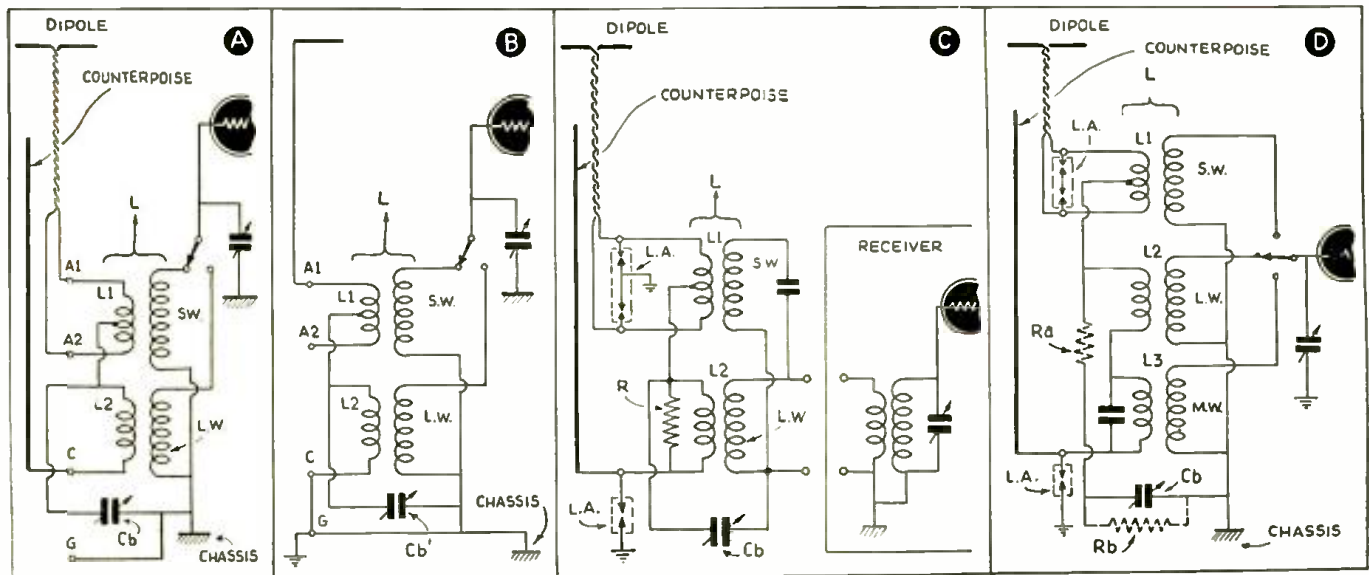 DIPOLE
A
COUNTERPOISE
L
A1
L1
SW.
A2
L2
L.W
C
Cb
G
CHASSIS
B
L
A1
L1
S.W.
A2
L2
L.W.
C
G
Cb
CHASSIS
DIPOLE
C
COUNTERPOISE
L
L1
L.A.
SW
RECEIVER
R
L2
L.W
L.A.
Cb
DIPOLE
D
COUNTERPOISE
L
L.A.
L1
S.W.
L2
L.W.
Ra
L3
M.W.
L.A.
Cb
Rb
CHASSIS